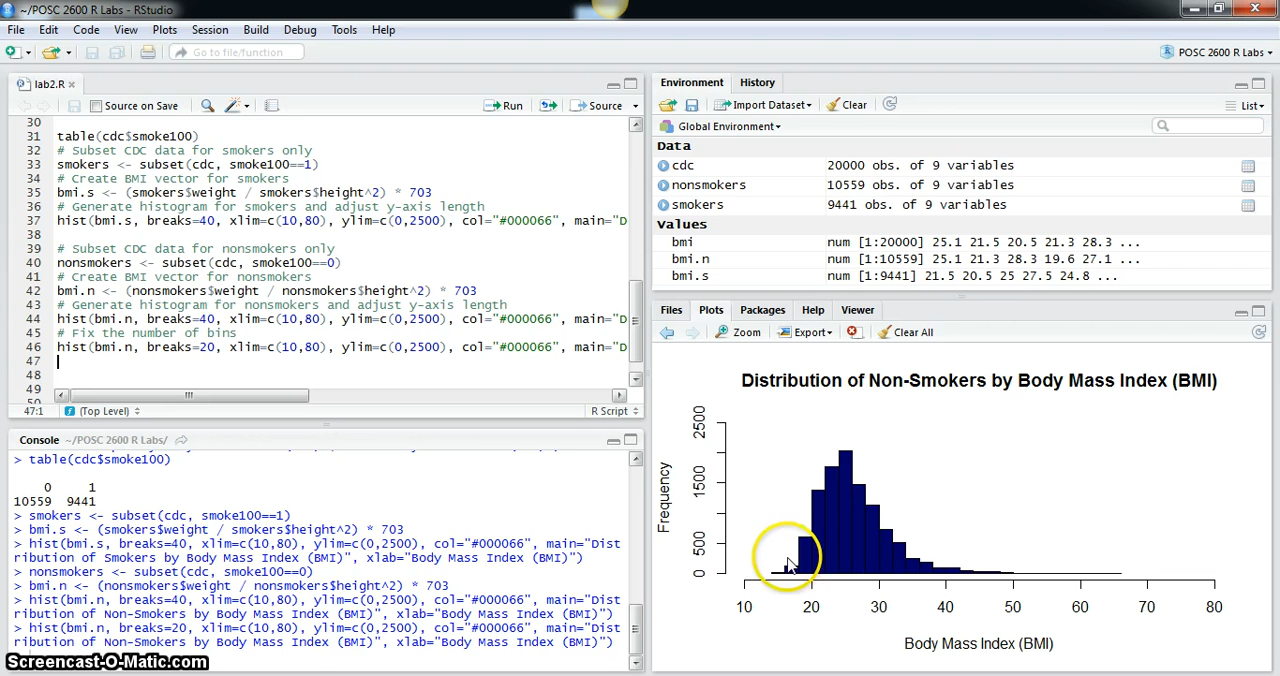 ~/POSC 2600 R Labs - RStudio
File Edit Code View Plots Session Build Debug Tools Help
Go to file/function
POSC 2600 R Labs
lab2.R
Source on Save
Run
Source
30
31 table(cdc$smoke100)
32 # Subset CDC data for smokers only
33 smokers <- subset(cdc, smoke100==1)
34 # Create BMI vector for smokers
35 bmi.s <- (smokers$weight / smokers$height^2) * 703
36 # Generate histogram for smokers and adjust y-axis length
37 hist(bmi.s, breaks=40, xlim=c(10,80), ylim=c(0,2500), col="#000066", main="D
38
39 # Subset CDC data for nonsmokers only
40 nonsmokers <- subset(cdc, smoke100==0)
41 # Create BMI vector for nonsmokers
42 bmi.n <- (nonsmokers$weight / nonsmokers$height^2) * 703
43 # Generate histogram for nonsmokers and adjust y-axis length
44 hist(bmi.n, breaks=40, xlim=c(10,80), ylim=c(0,2500), col="#000066", main="D
45 # Fix the number of bins
46 hist(bmi.n, breaks=20, xlim=c(10,80), ylim=c(0,2500), col="#000066", main="D
47
48
49
47:1 (Top Level) R Script
Console ~/POSC 2600 R Labs/
> table(cdc$smoke100)
0 1
10559 9441
> smokers <- subset(cdc, smoke100==1)
> bmi.s <- (smokers$weight / smokers$height^2) * 703
> hist(bmi.s, breaks=40, xlim=c(10,80), ylim=c(0,2500), col="#000066", main="Dist
ribution of Smokers by Body Mass Index (BMI)", xlab="Body Mass Index (BMI)")
> nonsmokers <- subset(cdc, smoke100==0)
> bmi.n <- (nonsmokers$weight / nonsmokers$height^2) * 703
> hist(bmi.n, breaks=40, xlim=c(10,80), ylim=c(0,2500), col="#000066", main="Dist
ribution of Non-Smokers by Body Mass Index (BMI)", xlab="Body Mass Index (BMI)")
> hist(bmi.n, breaks=20, xlim=c(10,80), ylim=c(0,2500), col="#000066", main="Dist
ribution of Non-Smokers by Body Mass Index (BMI)", xlab="Body Mass Index (BMI)")
Screencast-O-Matic.com
Environment History
Import Dataset Clear List
Global Environment
Data
cdc 20000 obs. of 9 variables
nonsmokers 10559 obs. of 9 variables
smokers 9441 obs. of 9 variables
Values
bmi num [1:20000] 25.1 21.5 20.5 21.3 28.3 ...
bmi.n num [1:10559] 25.1 21.3 28.3 19.6 27.1 ...
bmi.s num [1:9441] 21.5 20.5 25 27.5 24.8 ...
Files Plots Packages Help Viewer
Zoom Export Clear All
Distribution of Non-Smokers by Body Mass Index (BMI)
2500
1500
500
0
Frequency
10 20 30 40 50 60 70 80
Body Mass Index (BMI)